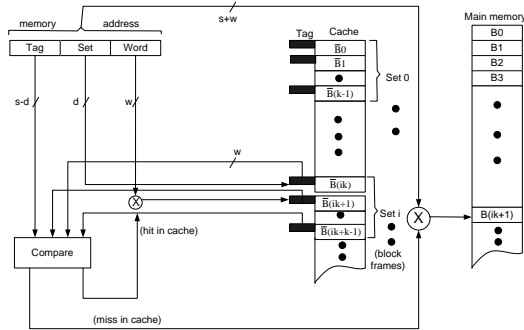 memory address
s+w
Main memory
Tag Set Word
Tag Cache
B̅0
B̅1
B̅(k-1)
Set 0
B0
B1
B2
B3
s-d
d
w
w
B̅(ik)
X
B̅(ik+1)
Set i
X
B(ik+1)
(hit in cache)
B̅(ik+k-1)
Compare
(block
frames)
(miss in cache)